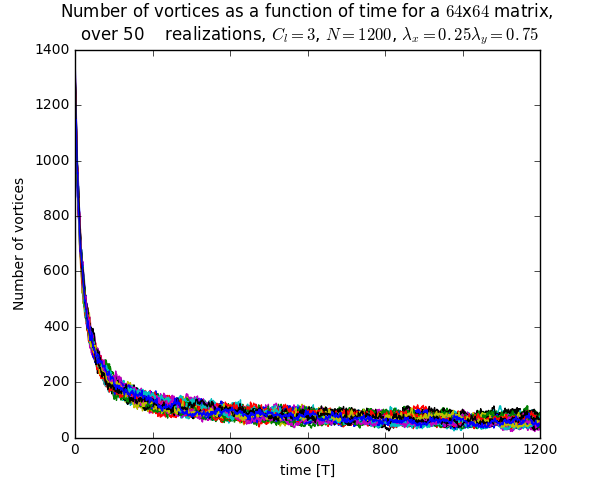 Number of vortices as a function of time for a 64x64 matrix,
over 50    realizations, C_l = 3, N = 1200, λ_x = 0.25λ_y = 0.75
1400
1200
1000
800
600
400
200
0
Number of vortices
0 200 400 600 800 1000 1200
time [T]